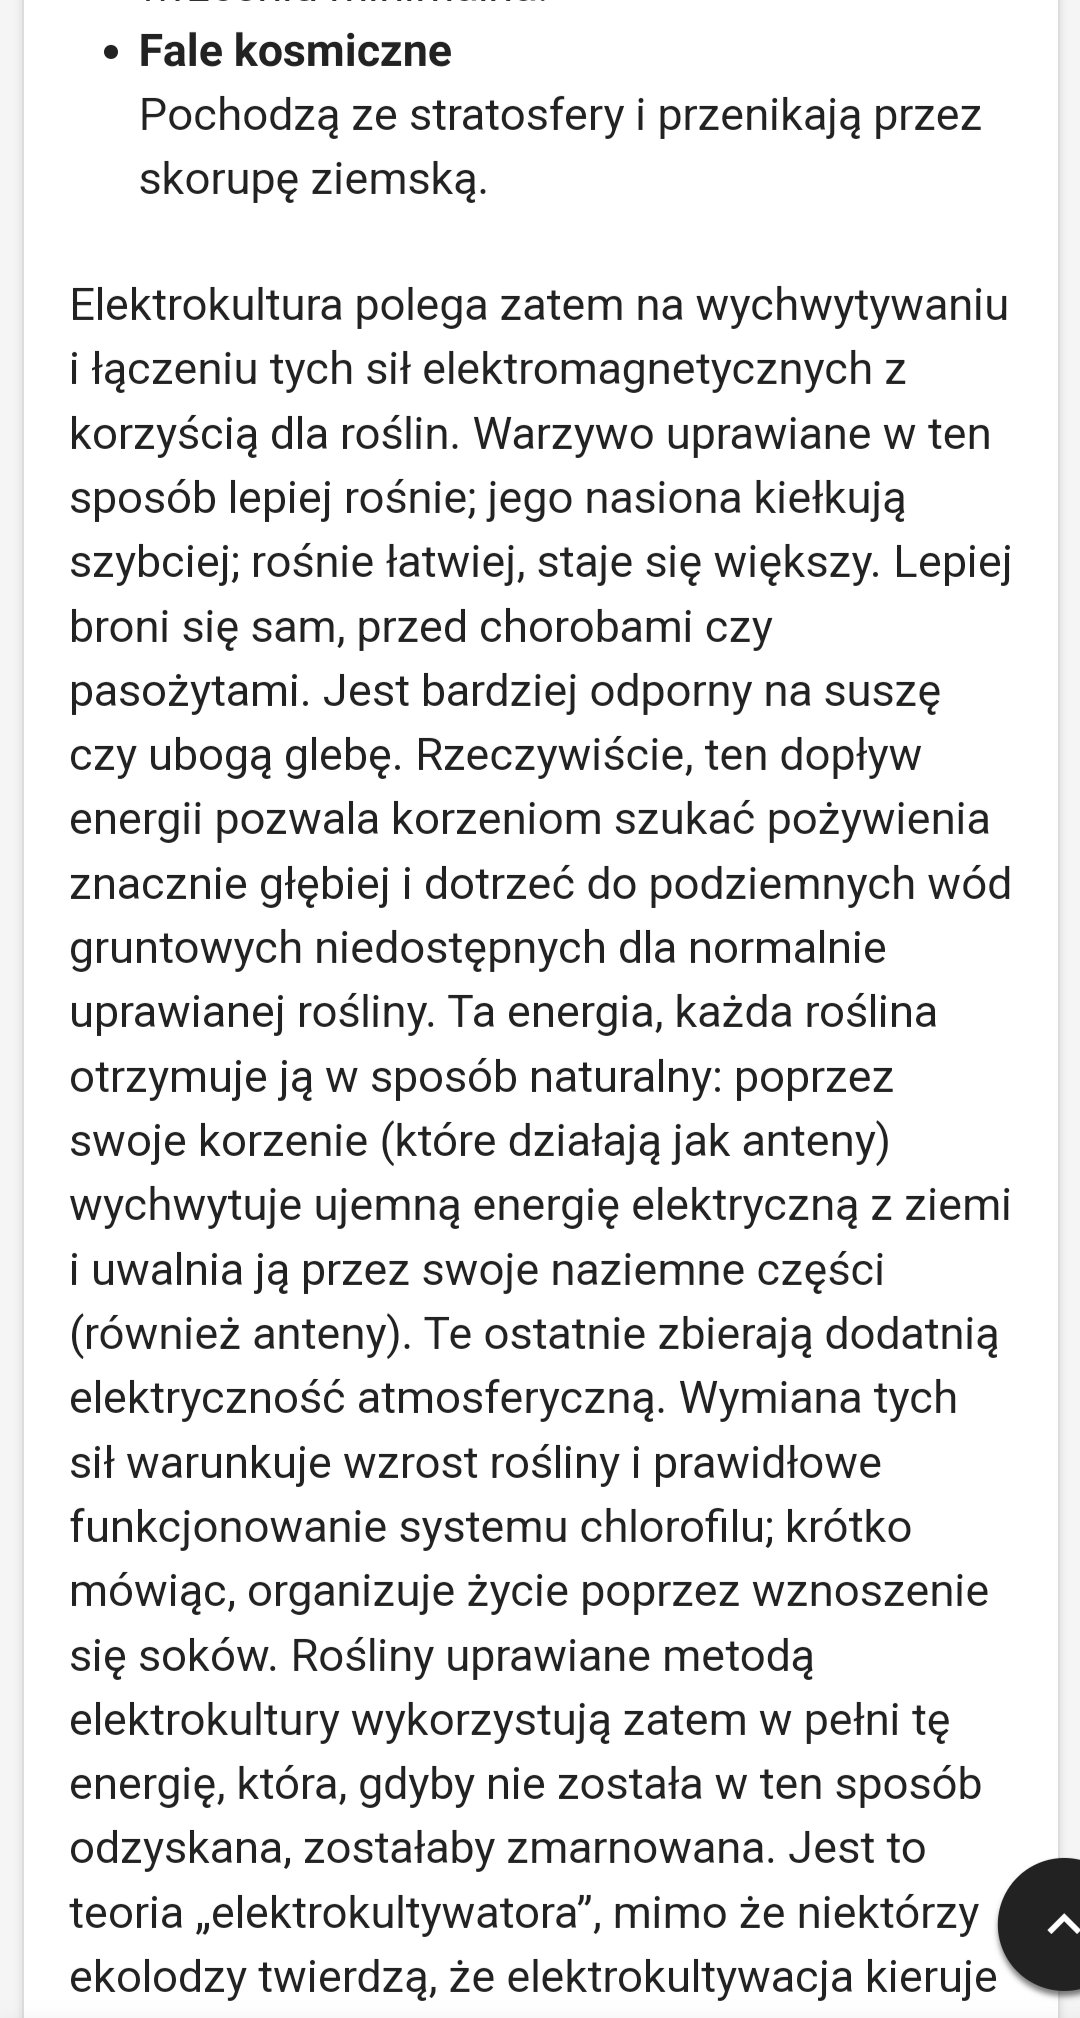 Fale kosmiczne
Pochodzą ze stratosfery i przenikają przez
skorupę ziemską.
Elektrokultura polega zatem na wychwytywaniu
i łączeniu tych sił elektromagnetycznych z
korzyścią dla roślin. Warzywo uprawiane w ten
sposób lepiej rośnie; jego nasiona kiełkują
szybciej; rośnie łatwiej, staje się większy. Lepiej
broni się sam, przed chorobami czy
pasożytami. Jest bardziej odporny na suszę
czy ubogą glebę. Rzeczywiście, ten dopływ
energii pozwala korzeniom szukać pożywienia
znacznie głębiej i dotrzeć do podziemnych wód
gruntowych niedostępnych dla normalnie
uprawianej rośliny. Ta energia, każda roślina
otrzymuje ją w sposób naturalny: poprzez
swoje korzenie (które działają jak anteny)
wychwytuje ujemną energię elektryczną z ziemi
i uwalnia ją przez swoje naziemne części
(również anteny). Te ostatnie zbierają dodatnią
elektryczność atmosferyczną. Wymiana tych
sił warunkuje wzrost rośliny i prawidłowe
funkcjonowanie systemu chlorofilu; krótko
mówiąc, organizuje życie poprzez wznoszenie
się soków. Rośliny uprawiane metodą
elektrokultury wykorzystują zatem w pełni tę
energię, która, gdyby nie została w ten sposób
odzyskana, zostałaby zmarnowana. Jest to
teoria „elektrokultywatora”, mimo że niektórzy
ekolodzy twierdzą, że elektrokultywacja kieruje